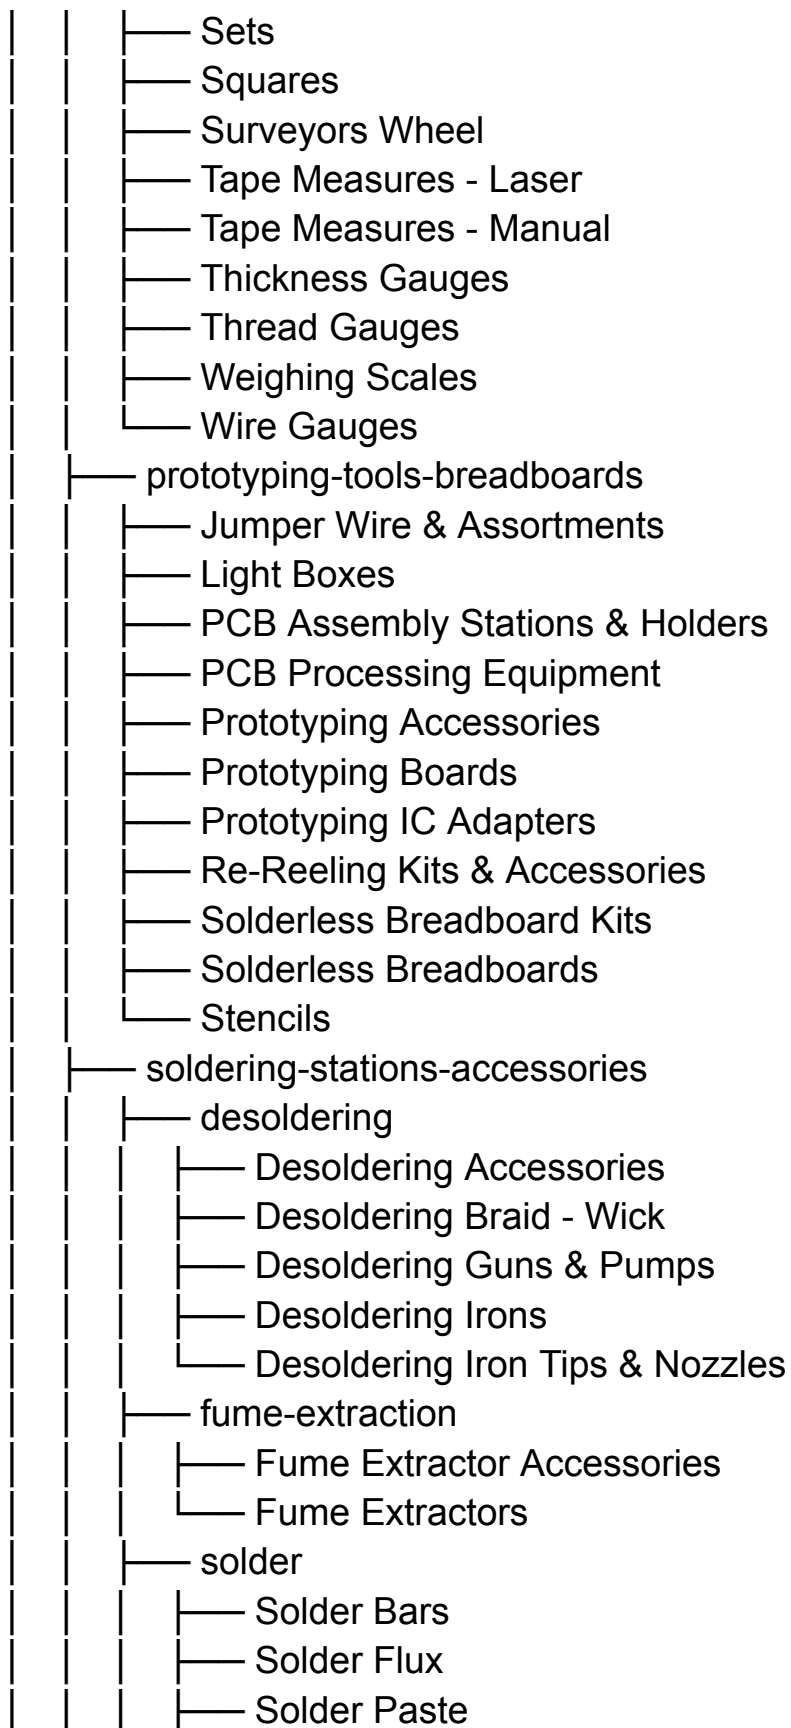 Sets
Squares
Surveyors Wheel
Tape Measures - Laser
Tape Measures - Manual
Thickness Gauges
Thread Gauges
Weighing Scales
Wire Gauges
prototyping-tools-breadboards
Jumper Wire & Assortments
Light Boxes
PCB Assembly Stations & Holders
PCB Processing Equipment
Prototyping Accessories
Prototyping Boards
Prototyping IC Adapters
Re-Reeling Kits & Accessories
Solderless Breadboard Kits
Solderless Breadboards
Stencils
soldering-stations-accessories
desoldering
Desoldering Accessories
Desoldering Braid - Wick
Desoldering Guns & Pumps
Desoldering Irons
Desoldering Iron Tips & Nozzles
fume-extraction
Fume Extractor Accessories
Fume Extractors
solder
Solder Bars
Solder Flux
Solder Paste